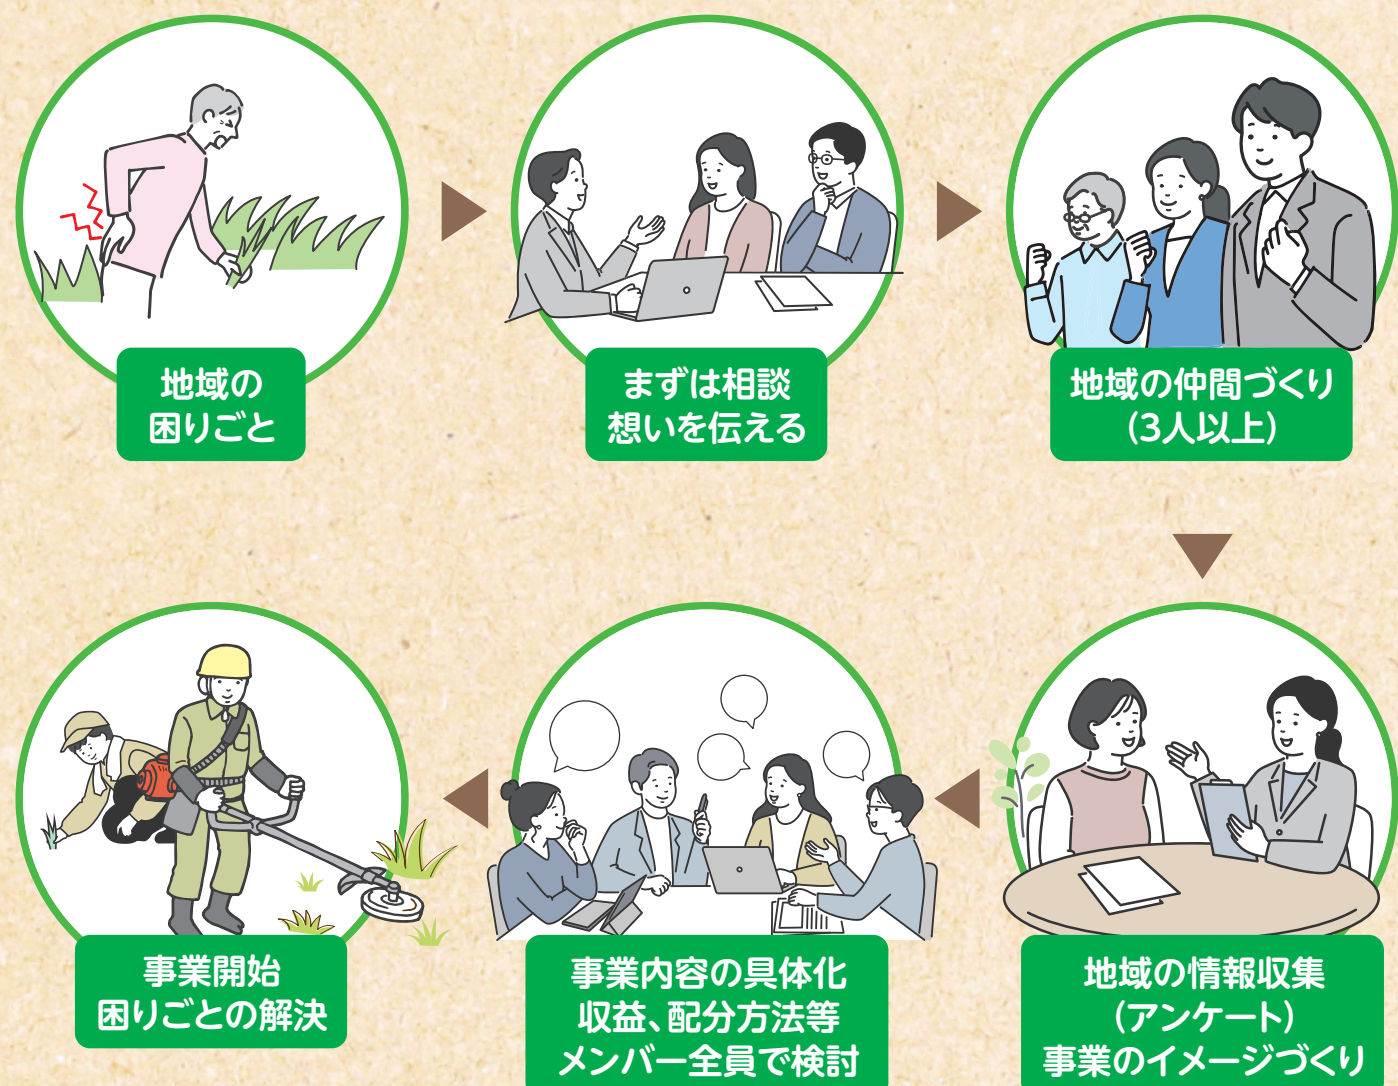 地域の
困りごと
まずは相談
想いを伝える
地域の仲間づくり
(3人以上)
地域の情報収集
(アンケート)
事業のイメージづくり
事業内容の具体化
収益、配分方法等
メンバー全員で検討
事業開始
困りごとの解決